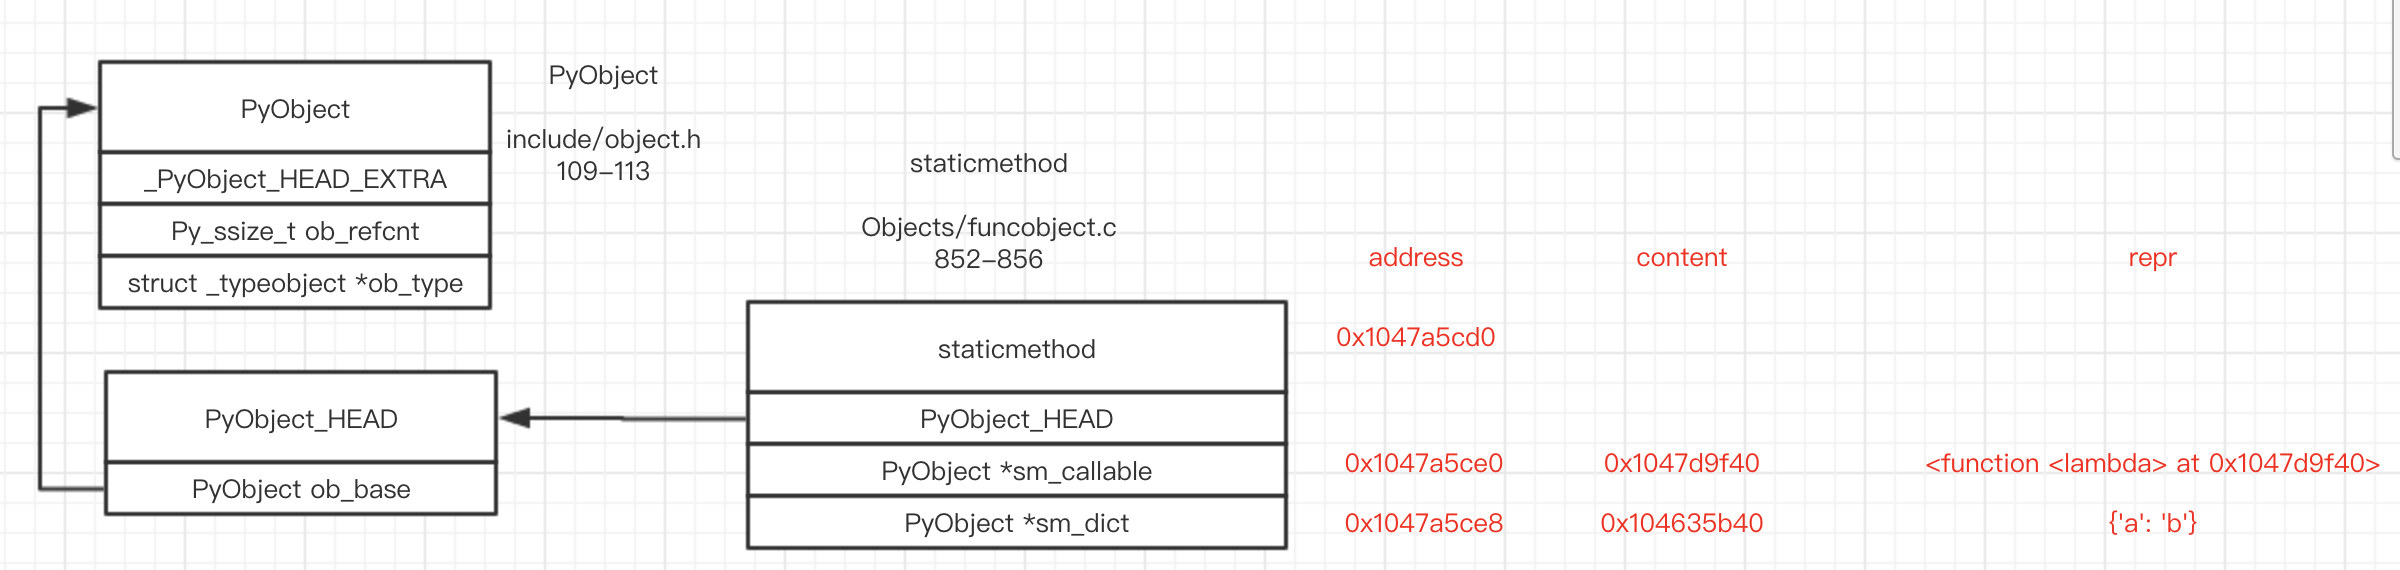 PyObject
_PyObject_HEAD_EXTRA
Py_ssize_t ob_refcnt
struct _typeobject *ob_type
PyObject
include/object.h
109–113
PyObject_HEAD
PyObject ob_base
staticmethod
Objects/funcobject.c
852–856
staticmethod
PyObject_HEAD
PyObject *sm_callable
PyObject *sm_dict
address content repr
0x1047a5cd0
0x1047a5ce0 0x1047d9f40 <function <lambda> at 0x1047d9f40>
0x1047a5ce8 0x104635b40 {'a': 'b'}